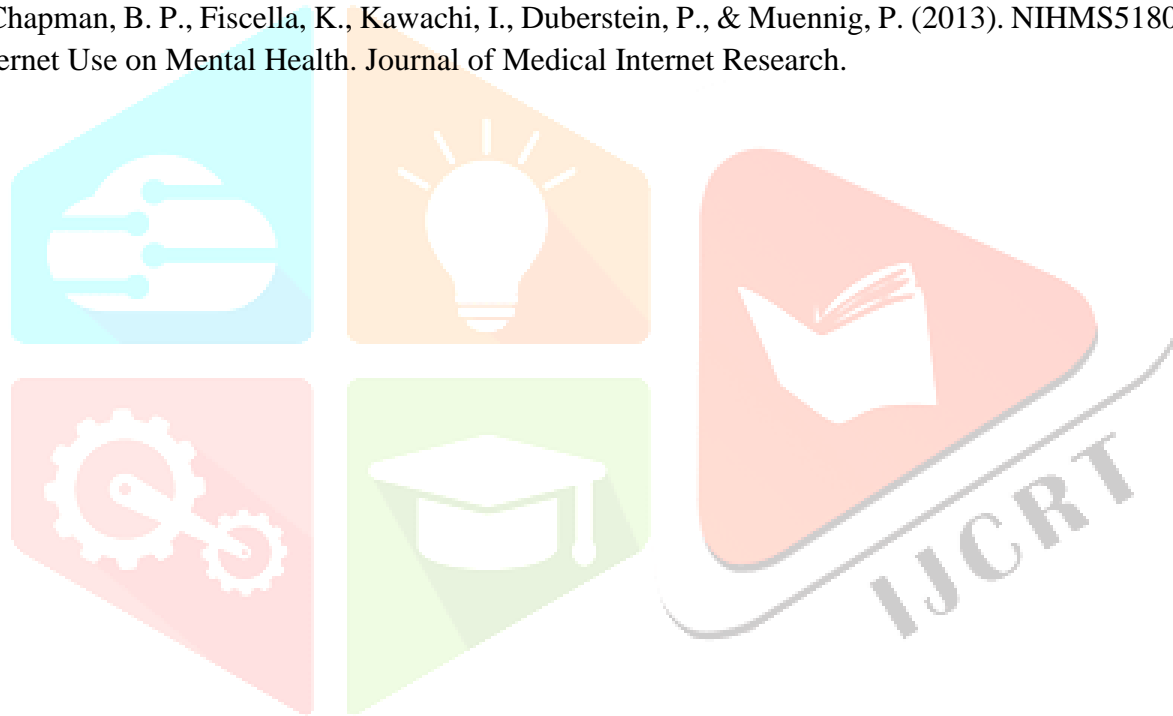 Chapman, B. P., Fiscella, K., Kawachi, I., Duberstein, P., & Muennig, P. (2013). NIHMS5180
ernet Use on Mental Health. Journal of Medical Internet Research.
IJCRT